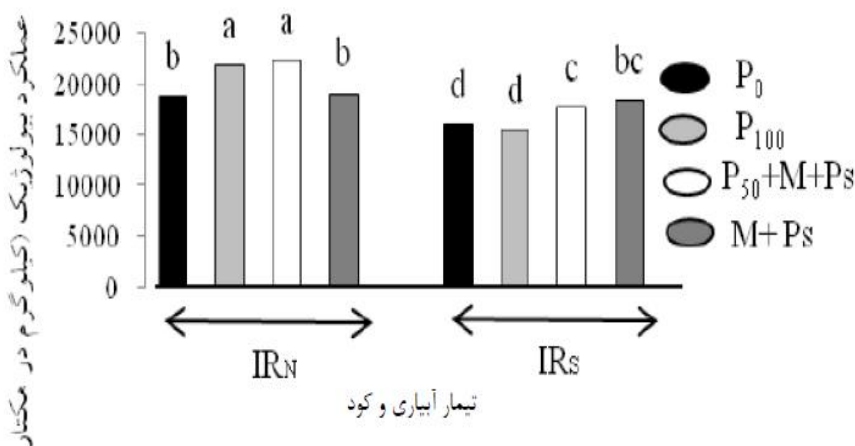 عملکرد بیولوژیک (کیلوگرم در هکتار
25000
20000
15000
10000
5000
0
b a a b
d d c bc
P0
P100
P50+M+Ps
M+Ps
IRN IRS
تیمار آبیاری و کود